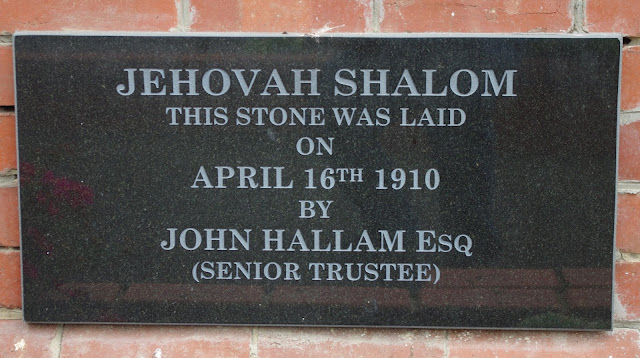 JEHOVAH SHALOM
THIS STONE WAS LAID
ON
APRIL 16TH 1910
BY
JOHN HALLAM ESQ
(SENIOR TRUSTEE)